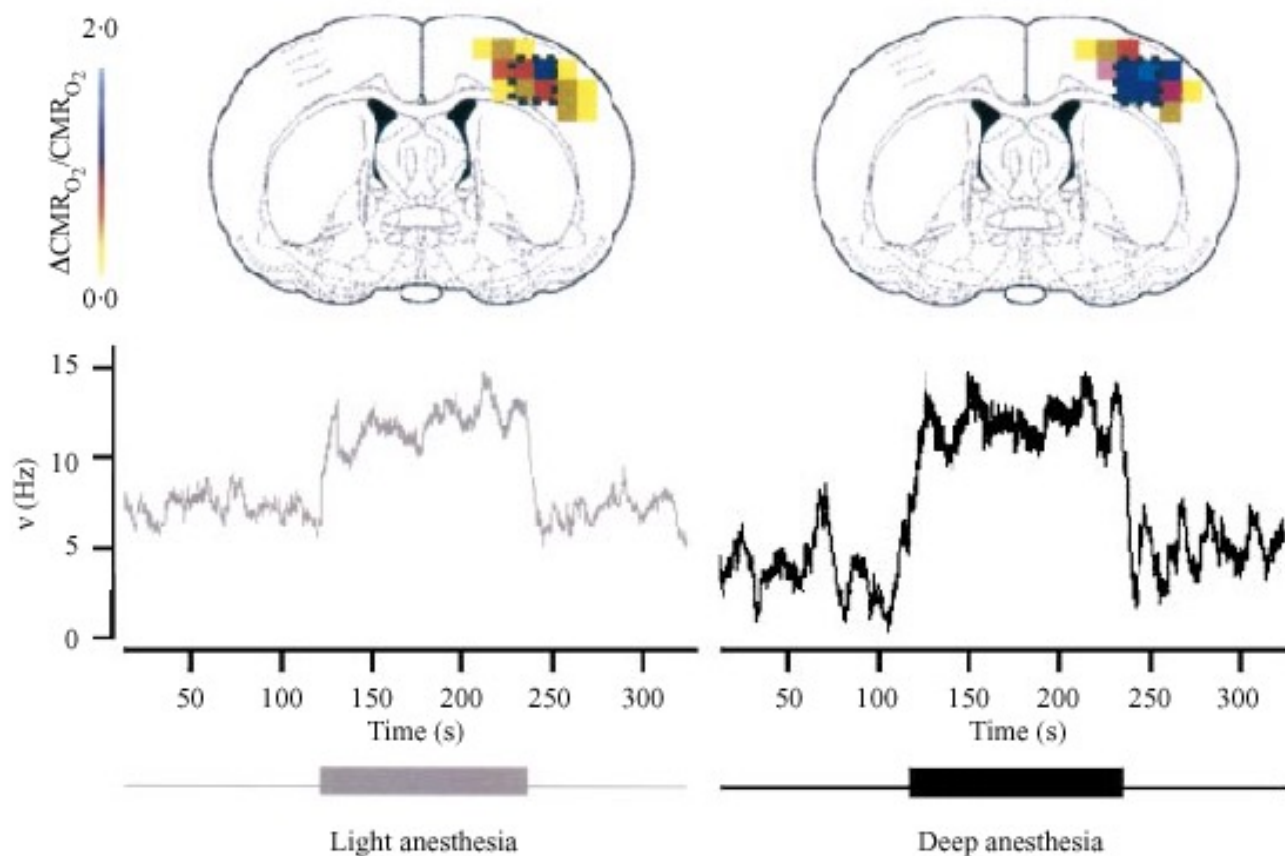 2·0
ΔCMRO2/CMRO2
0·0
15
10
5
0
ν (Hz)
50 100 150 200 250 300
Time (s)
50 100 150 200 250 300
Time (s)
Light anesthesia
Deep anesthesia